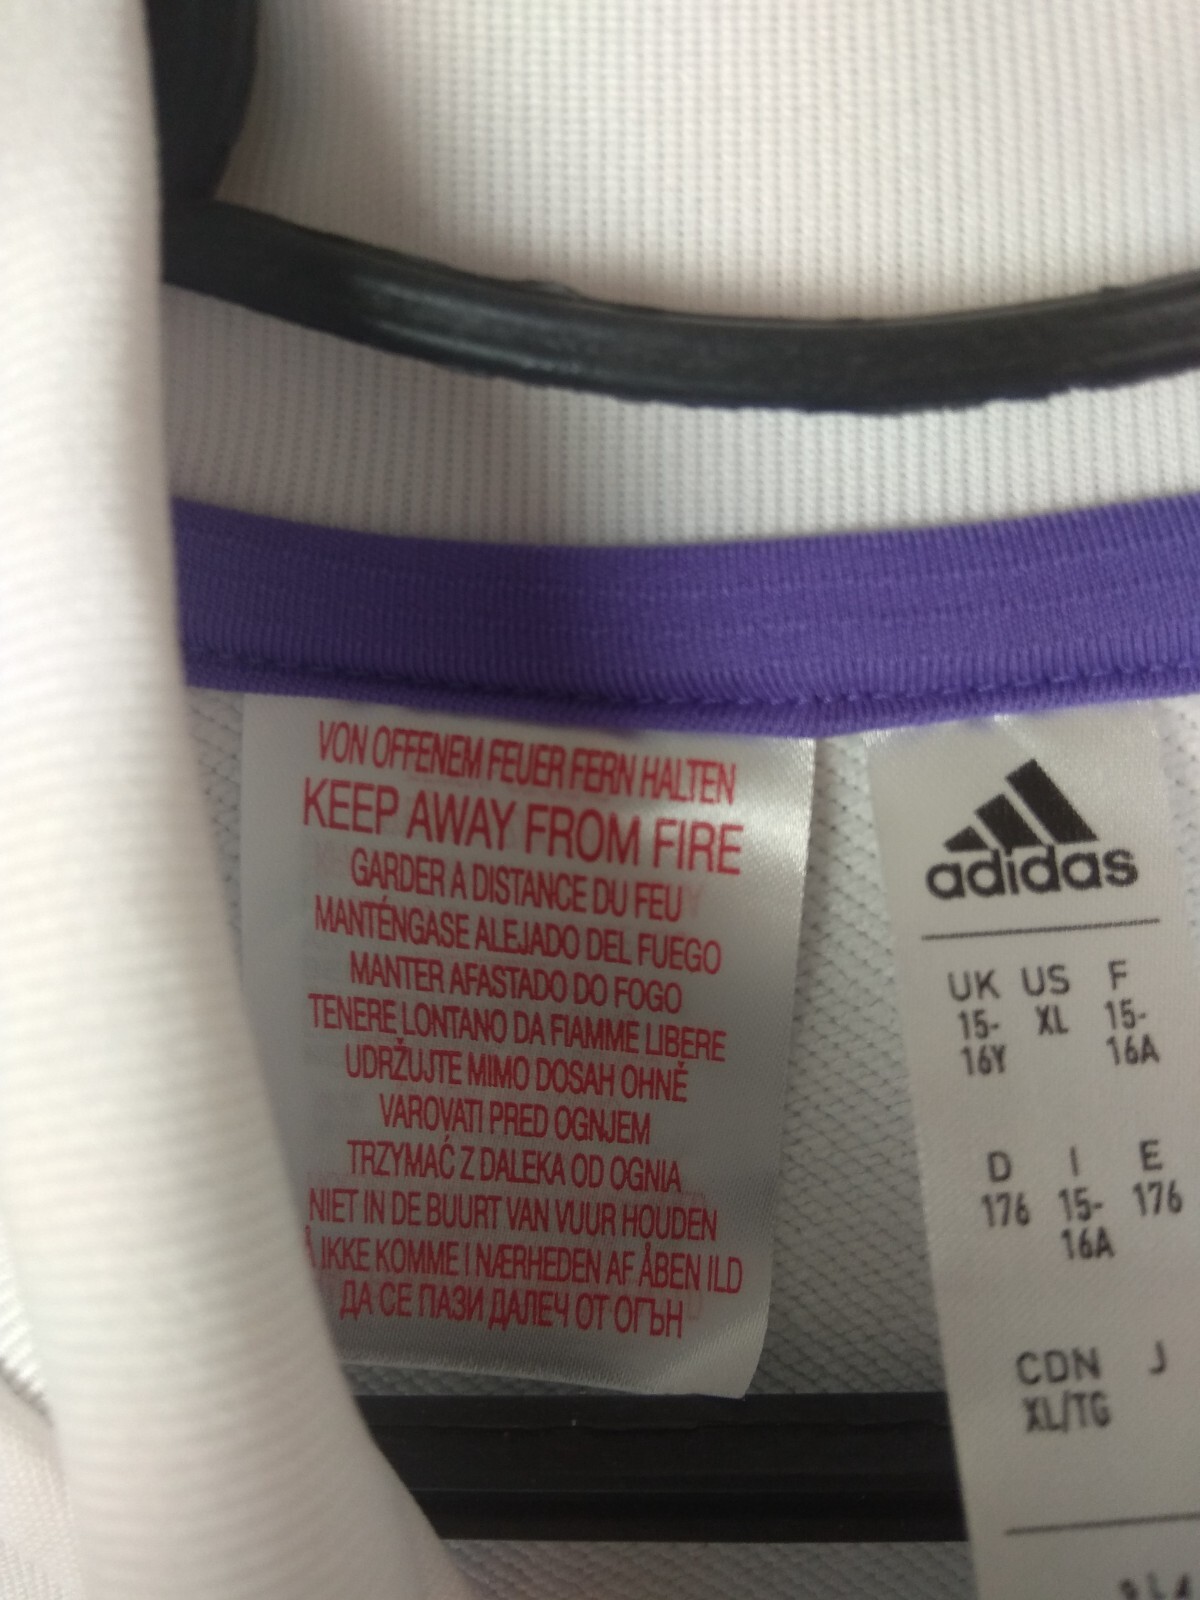 VON OFFENEM FEUER FERN HALTEN
KEEP AWAY FROM FIRE
GARDER A DISTANCE DU FEU
MANTÉNGASE ALEJADO DEL FUEGO
MANTER AFASTADO DO FOGO
TENERE LONTANO DA FIAMME LIBERE
UDRŽUJTE MIMO DOSAH OHNĚ
VAROVATI PRED OGNJEM
TRZYMAĆ Z DALEKA OD OGNIA
NIET IN DE BUURT VAN VUUR HOUDEN
Å IKKE KOMME I NÆRHEDEN AF ÅBEN ILD
ДА СЕ ПАЗИ ДАЛЕЧ ОТ ОГЪН
adidas
UK US F
15- XL 15-
16Y 16A
D I E
176 15- 176
16A
CDN J
XL/TG